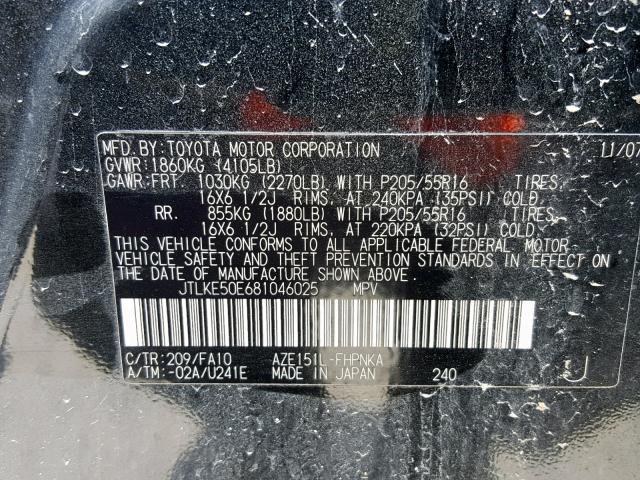 MFD. BY: TOYOTA MOTOR CORPORATION 11/07
GVWR: 1860KG (4105LB)
GAWR: FRT. 1030KG (2270LB) WITH P205/55R16 TIRES,
16X6 1/2J RIMS, AT 240KPA (35PSI) COLD.
RR. 855KG (1880LB) WITH P205/55R16 TIRES,
16X6 1/2J RIMS, AT 220KPA (32PSI) COLD.
THIS VEHICLE CONFORMS TO ALL APPLICABLE FEDERAL MOTOR
VEHICLE SAFETY AND THEFT PREVENTION STANDARDS IN EFFECT
ON THE DATE OF MANUFACTURE SHOWN ABOVE.
JTLKE50E681046025 MPV
C/TR: 209/FA10 AZE151L-FHPNKA
A/TM: -02A/U241E MADE IN JAPAN 240 U